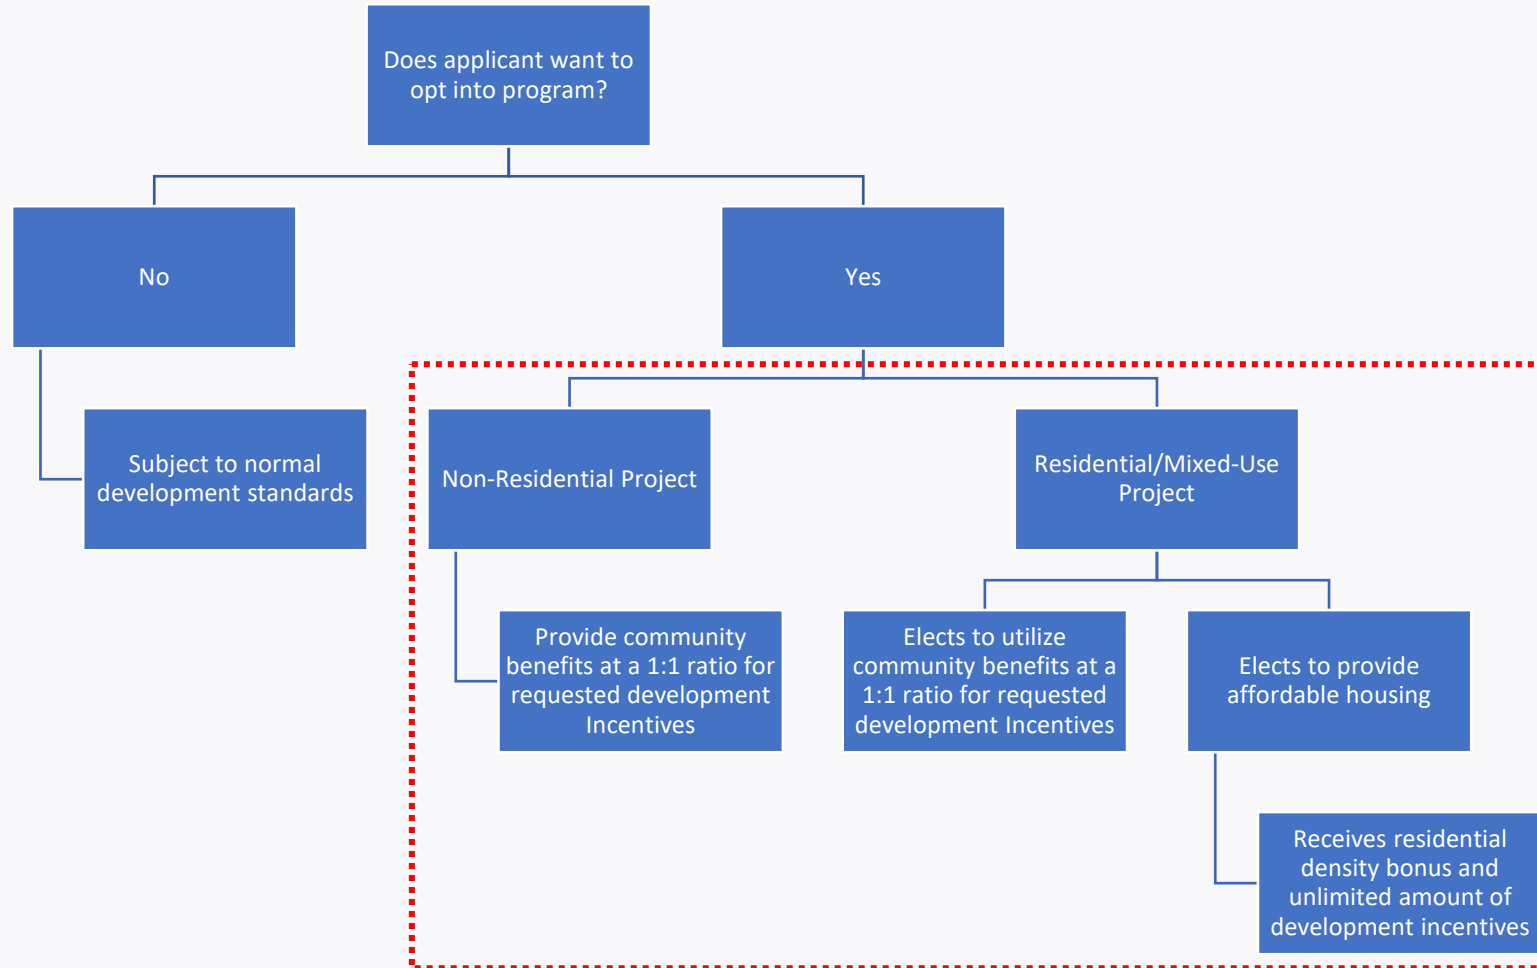 Does applicant want to
opt into program?
No
Yes
Subject to normal
development standards
Non-Residential Project
Residential/Mixed-Use
Project
Provide community
benefits at a 1:1 ratio for
requested development
Incentives
Elects to utilize
community benefits at a
1:1 ratio for requested
development Incentives
Elects to provide
affordable housing
Receives residential
density bonus and
unlimited amount of
development incentives